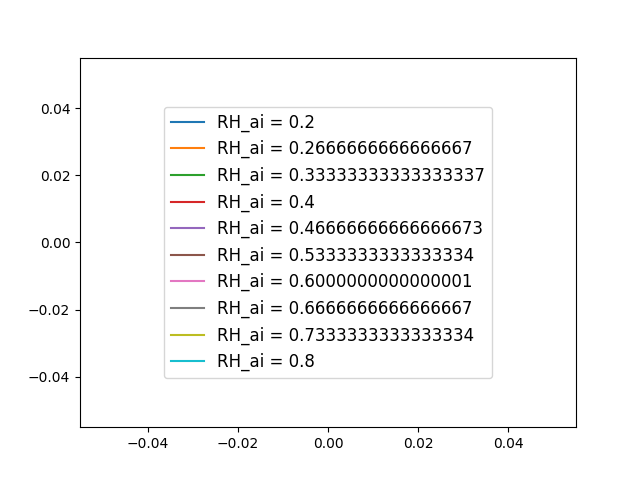 0.04
0.02
0.00
−0.02
−0.04
RH_ai = 0.2
RH_ai = 0.2666666666666667
RH_ai = 0.33333333333333337
RH_ai = 0.4
RH_ai = 0.46666666666666673
RH_ai = 0.5333333333333334
RH_ai = 0.6000000000000001
RH_ai = 0.6666666666666667
RH_ai = 0.7333333333333334
RH_ai = 0.8
−0.04 −0.02 0.00 0.02 0.04